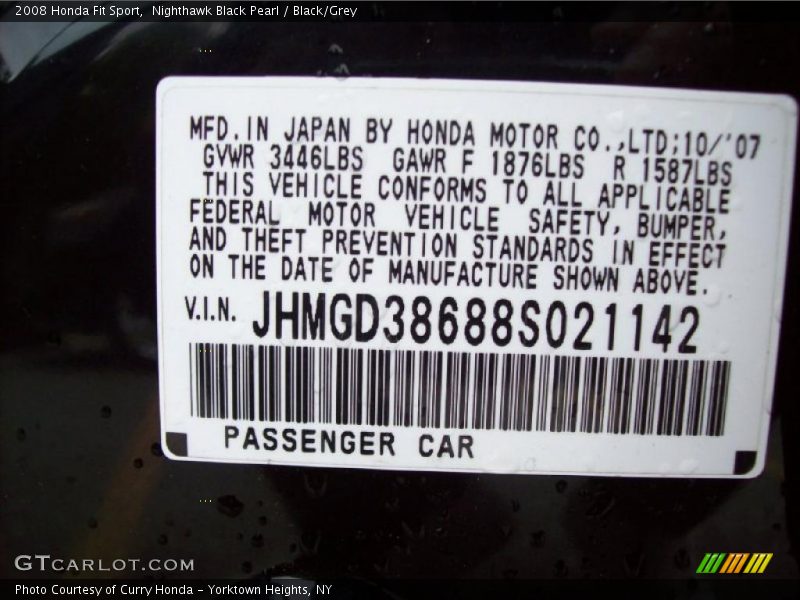 2008 Honda Fit Sport, Nighthawk Black Pearl / Black/Grey
MFD. IN JAPAN BY HONDA MOTOR CO.,LTD; 10/'07
GVWR 3446LBS GAWR F 1876LBS R 1587LBS
THIS VEHICLE CONFORMS TO ALL APPLICABLE
FEDERAL MOTOR VEHICLE SAFETY, BUMPER,
AND THEFT PREVENTION STANDARDS IN EFFECT
ON THE DATE OF MANUFACTURE SHOWN ABOVE.
V.I.N. JHMGD38688S021142
PASSENGER CAR
GTCARLOT.COM
Photo Courtesy of Curry Honda - Yorktown Heights, NY